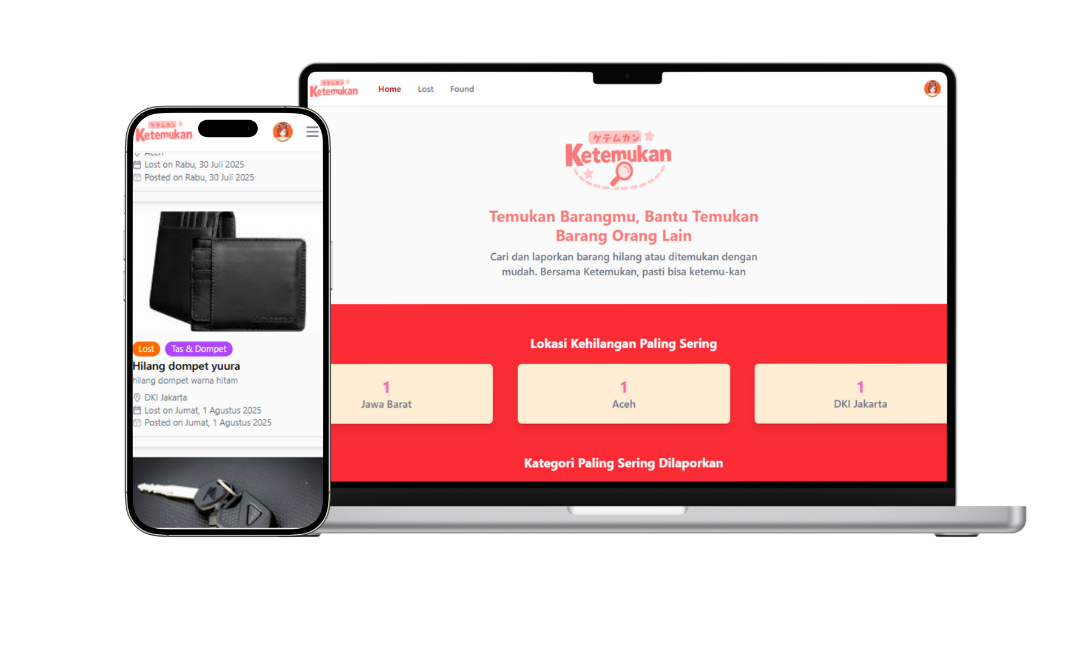 ケテムカン
Ketemukan
Home
Lost
Found
ケテムカン
Ketemukan
Temukan Barangmu, Bantu Temukan
Barang Orang Lain
Cari dan laporkan barang hilang atau ditemukan dengan
mudah. Bersama Ketemukan, pasti bisa ketemu-kan
Lokasi Kehilangan Paling Sering
1
Jawa Barat
1
Aceh
1
DKI Jakarta
Kategori Paling Sering Dilaporkan
ケテムカン
Ketemukan
Aceh
Lost on Rabu, 30 Juli 2025
Posted on Rabu, 30 Juli 2025
Lost
Tas & Dompet
Hilang dompet yuura
hilang dompet warna hitam
DKI Jakarta
Lost on Jumat, 1 Agustus 2025
Posted on Jumat, 1 Agustus 2025